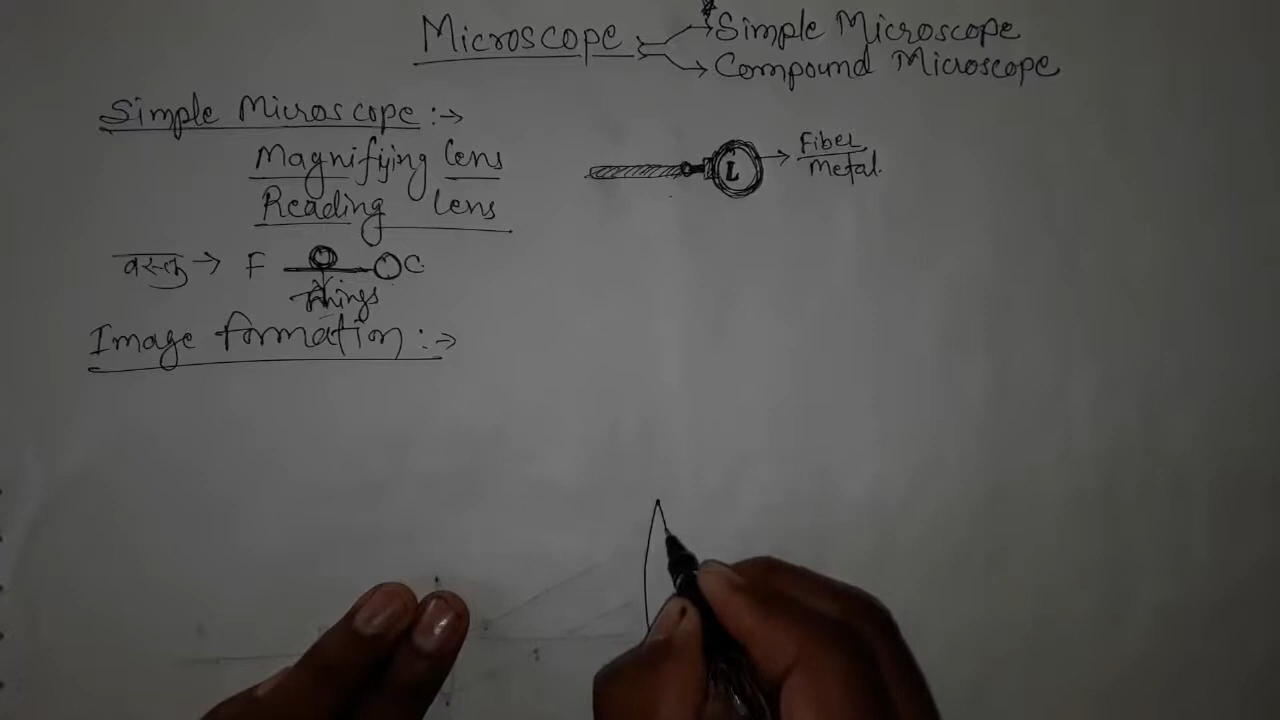 Microscope → Simple Microscope
→ Compound Microscope
Simple Microscope :→
Magnifying Lens
Reading Lens
L → Fiber
Metal.
वस्तु → F C
Things
Image formation :→